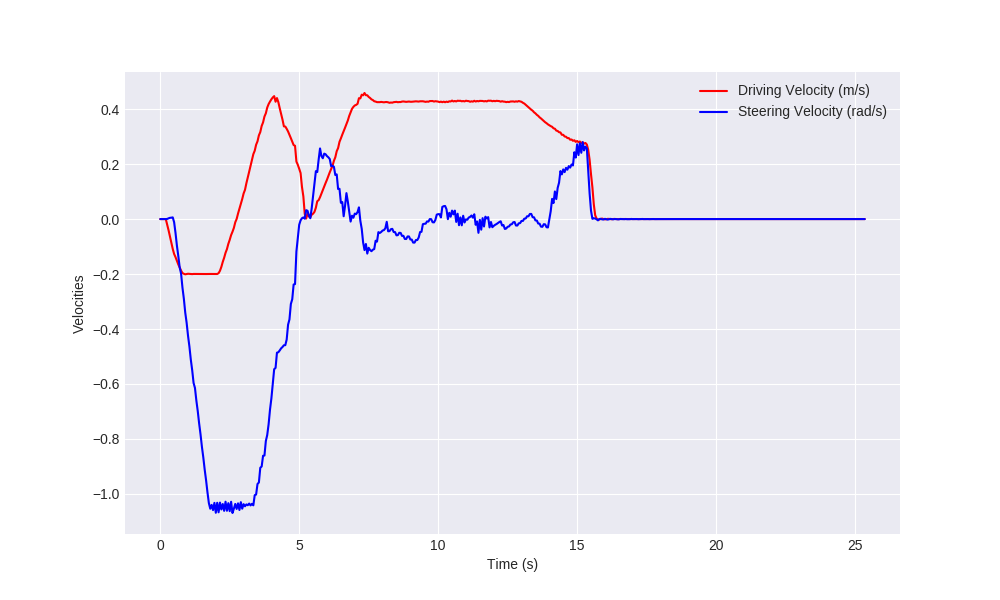 Driving Velocity (m/s)
Steering Velocity (rad/s)
0.4
0.2
0.0
−0.2
−0.4
−0.6
−0.8
−1.0
Velocities
0 5 10 15 20 25
Time (s)